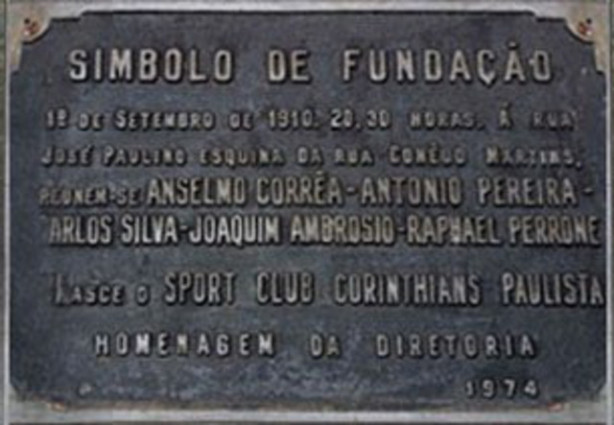 SIMBOLO DE FUNDAÇÃO
1º DE SETEMBRO DE 1910. 20,30 HORAS. Á RUA
JOSÉ PAULINO ESQUINA DA RUA CONÊGO MARTINS,
REÚNEM-SE ANSELMO CORRÊA-ANTONIO PEREIRA-
CARLOS SILVA-JOAQUIM AMBROSIO-RAPHAEL PERRONE
NASCE O SPORT CLUB CORINTHIANS PAULISTA
HOMENAGEM DA DIRETORIA
1974